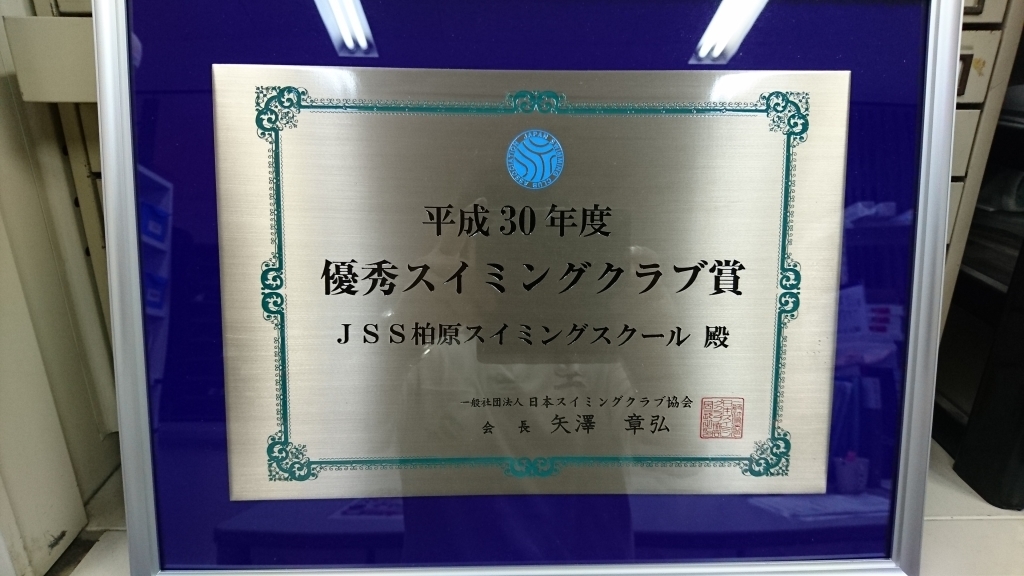 平成30年度
優秀スイミングクラブ賞
JSS柏原スイミングスクール 殿
一般社団法人 日本スイミングクラブ協会
会 長 矢澤 章弘